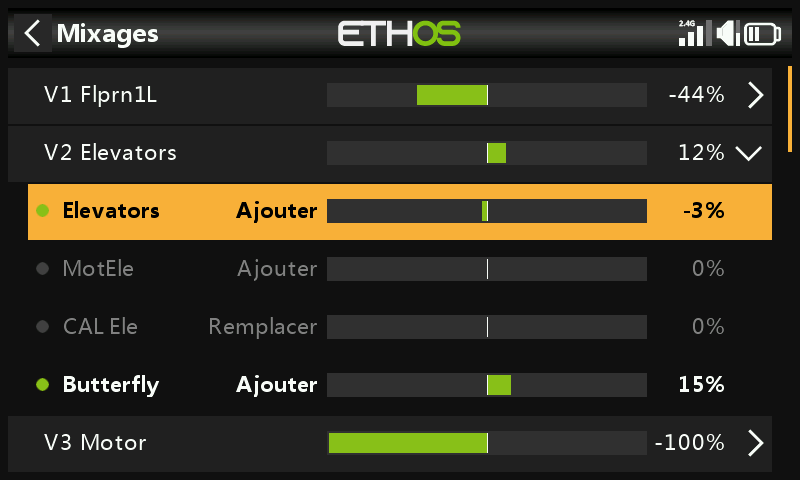 Mixages ETHOS 2.4G
V1 Flprn1L -44%
V2 Elevators 12%
Elevators Ajouter -3%
MotEle Ajouter 0%
CAL Ele Remplacer 0%
Butterfly Ajouter 15%
V3 Motor -100%